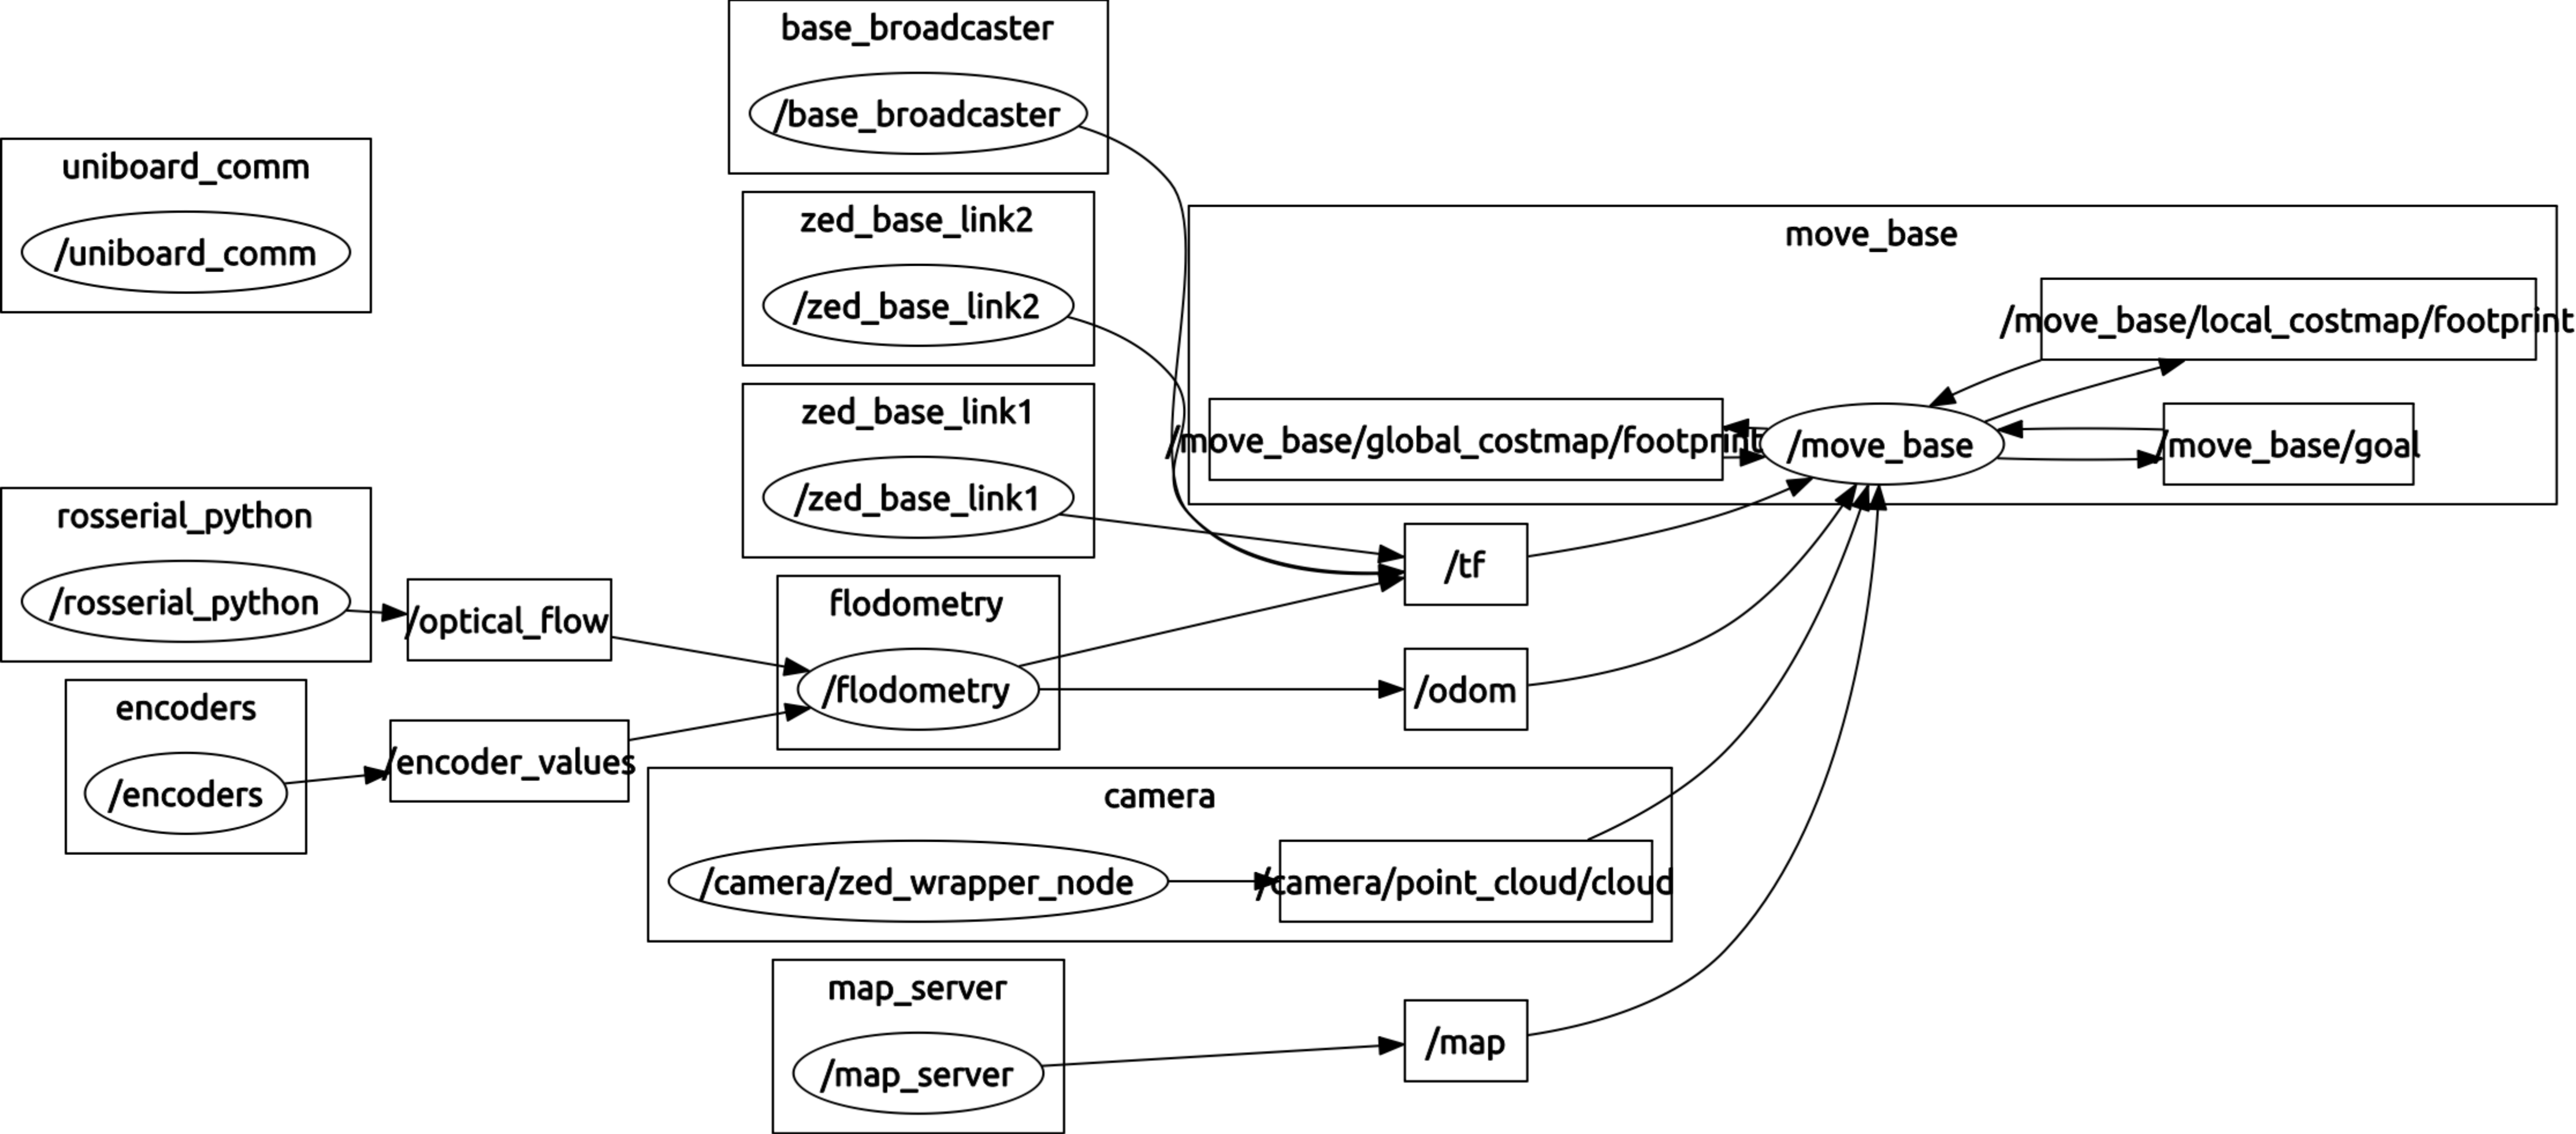 base_broadcaster
/base_broadcaster
uniboard_comm
/uniboard_comm
zed_base_link2
/zed_base_link2
move_base
/move_base/local_costmap/footprint
zed_base_link1
/zed_base_link1
/move_base/global_costmap/footprint
/move_base
/move_base/goal
rosserial_python
/rosserial_python
/optical_flow
flodometry
/flodometry
/tf
/odom
encoders
/encoders
/encoder_values
camera
/camera/zed_wrapper_node
/camera/point_cloud/cloud
map_server
/map_server
/map